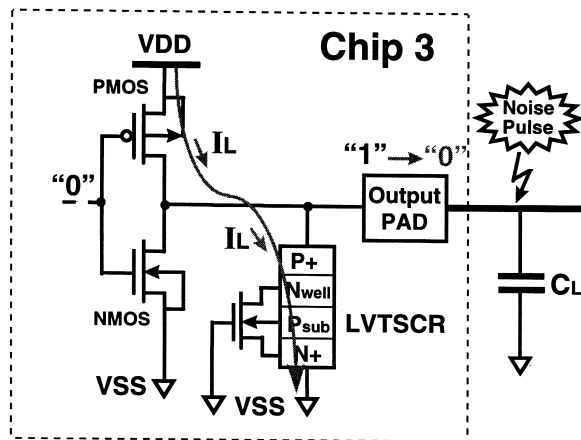 Chip 3
VDD
PMOS
IL
Noise
Pulse
“1” “0”
“0”
Output
PAD
IL
P+
Nwell
Psub
N+
LVTSCR
CL
NMOS
VSS
VSS